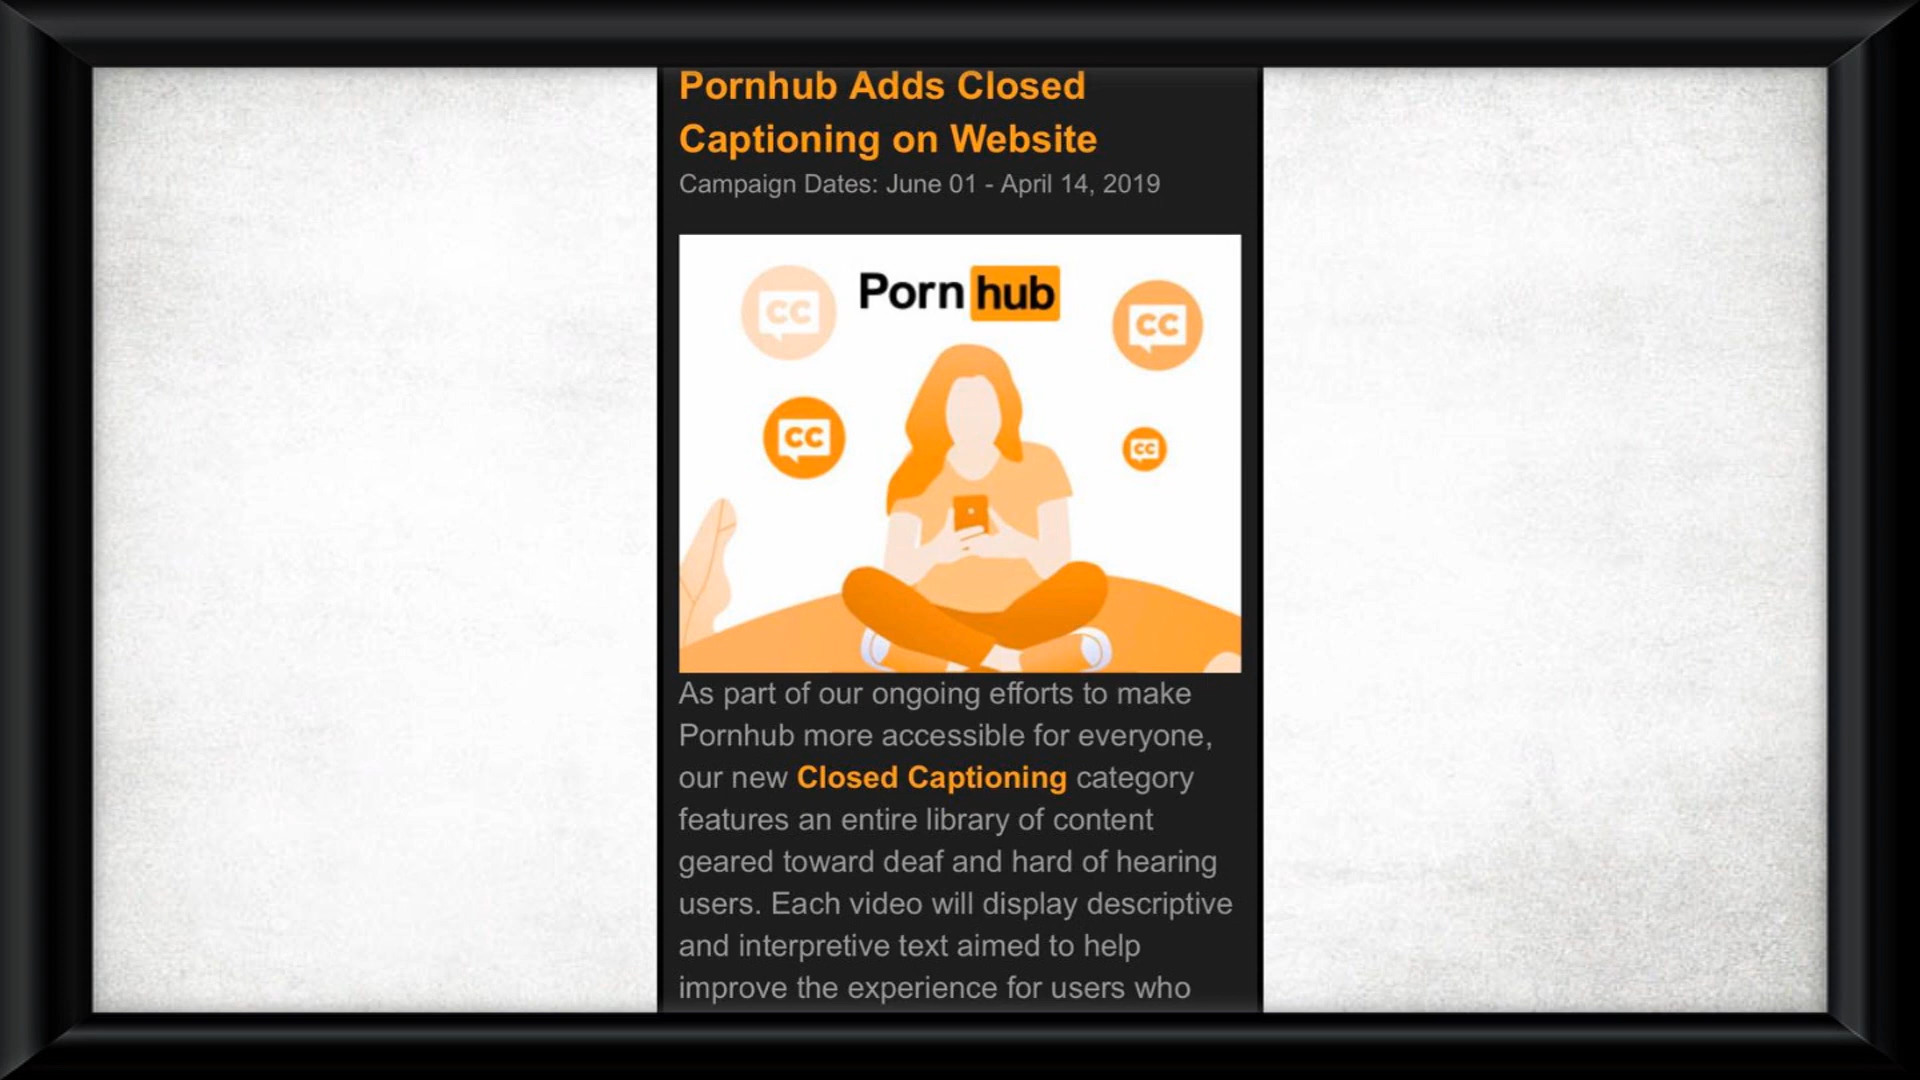 Pornhub Adds Closed
Captioning on Website
Campaign Dates: June 01 - April 14, 2019
Porn hub
CC
CC
CC
CC
As part of our ongoing efforts to make
Pornhub more accessible for everyone,
our new Closed Captioning category
features an entire library of content
geared toward deaf and hard of hearing
users. Each video will display descriptive
and interpretive text aimed to help
improve the experience for users who